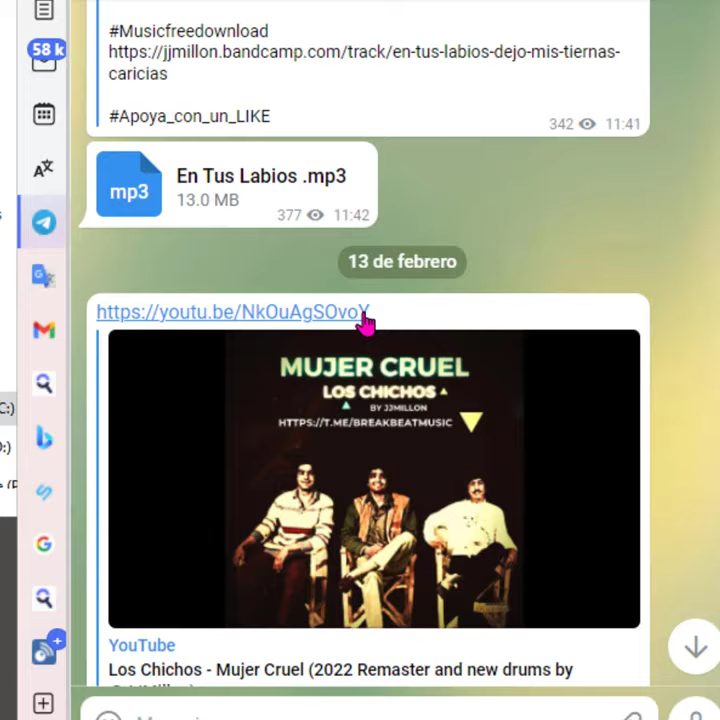 #Musicfreedownload
https://jjmillon.bandcamp.com/track/en-tus-labios-dejo-mis-tiernas-
caricias
#Apoya_con_un_LIKE
342 11:41
58 k
mp3
En Tus Labios .mp3
13.0 MB
377 11:42
13 de febrero
https://youtu.be/NkOuAgSOvoY
MUJER CRUEL
LOS CHICHOS
BY JJMILLON
HTTPS://T.ME/BREAKBEATMUSIC
C:)
YouTube
Los Chichos - Mujer Cruel (2022 Remaster and new drums by